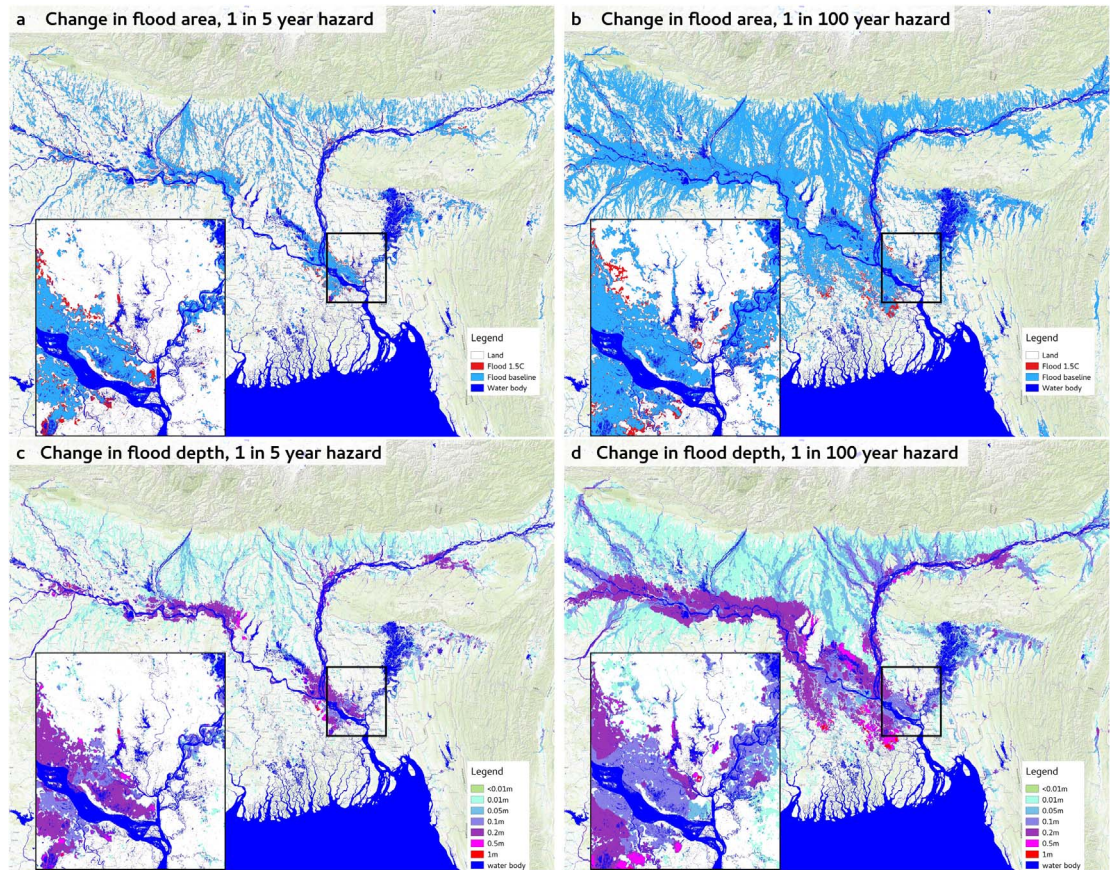 a Change in flood area, 1 in 5 year hazard
Legend
Land
Flood 1.5C
Flood baseline
Water body
b Change in flood area, 1 in 100 year hazard
Legend
Land
Flood 1.5C
Flood baseline
Water body
c Change in flood depth, 1 in 5 year hazard
Legend
<0.01m
0.01m
0.05m
0.1m
0.2m
0.5m
1m
water body
d Change in flood depth, 1 in 100 year hazard
Legend
<0.01m
0.01m
0.05m
0.1m
0.2m
0.5m
1m
water body